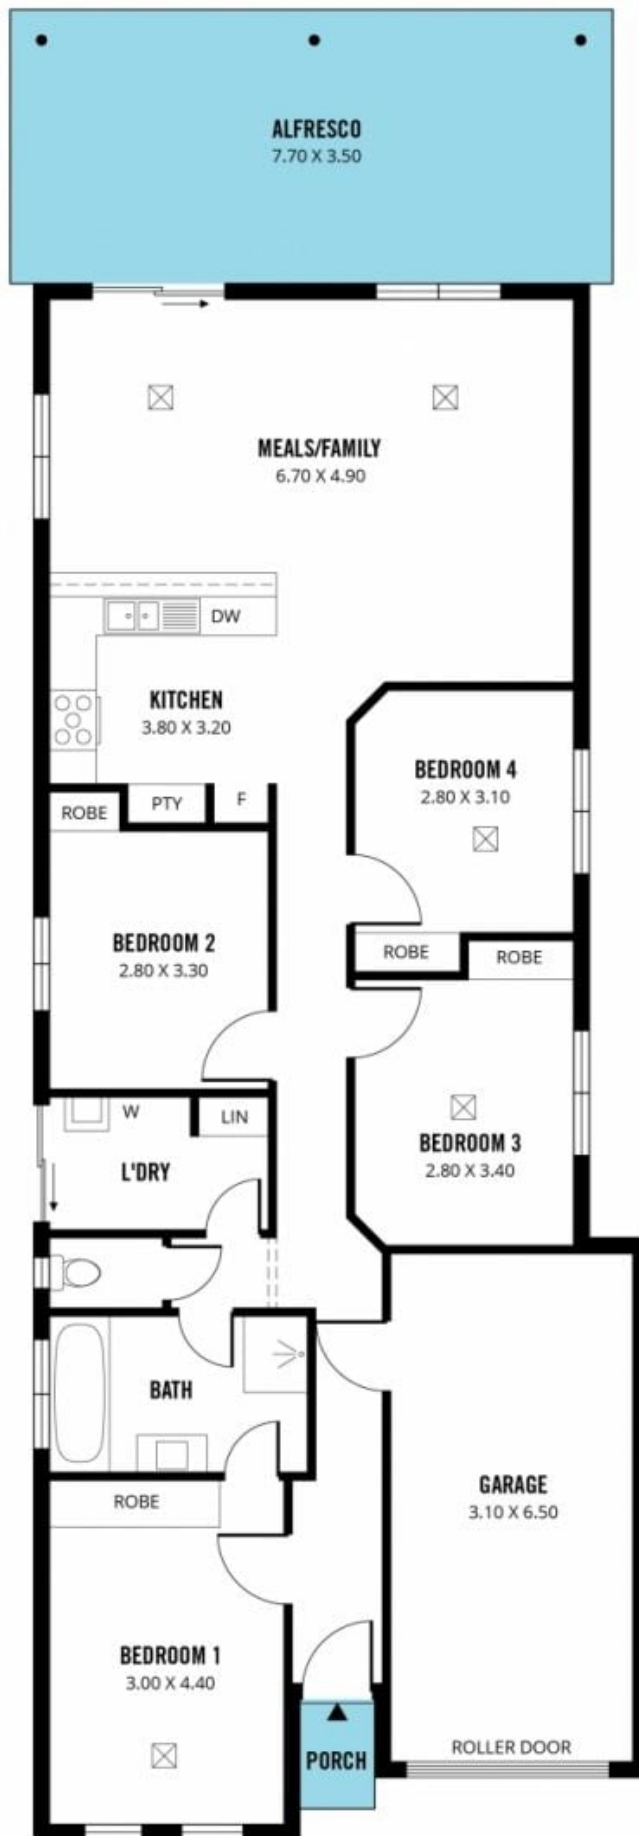 ALFRESCO
7.70 X 3.50
MEALS/FAMILY
6.70 X 4.90
DW
KITCHEN
3.80 X 3.20
BEDROOM 4
2.80 X 3.10
ROBE
PTY
F
BEDROOM 2
2.80 X 3.30
ROBE
ROBE
W
LIN
L'DRY
BEDROOM 3
2.80 X 3.40
BATH
ROBE
GARAGE
3.10 X 6.50
BEDROOM 1
3.00 X 4.40
PORCH
ROLLER DOOR